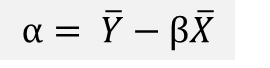 α = Ȳ − βX̄